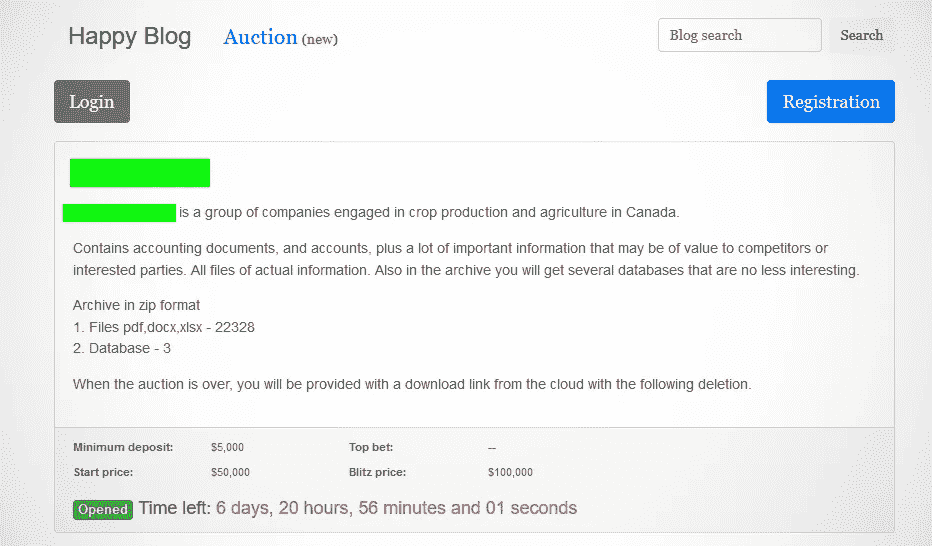 Happy Blog Auction (new) Blog search Search
Login Registration
is a group of companies engaged in crop production and agriculture in Canada.
Contains accounting documents, and accounts, plus a lot of important information that may be of value to competitors or
interested parties. All files of actual information. Also in the archive you will get several databases that are no less interesting.
Archive in zip format
1. Files pdf,docx,xlsx - 22328
2. Database - 3
When the auction is over, you will be provided with a download link from the cloud with the following deletion.
Minimum deposit: $5,000 Top bet: --
Start price: $50,000 Blitz price: $100,000
Opened Time left: 6 days, 20 hours, 56 minutes and 01 seconds